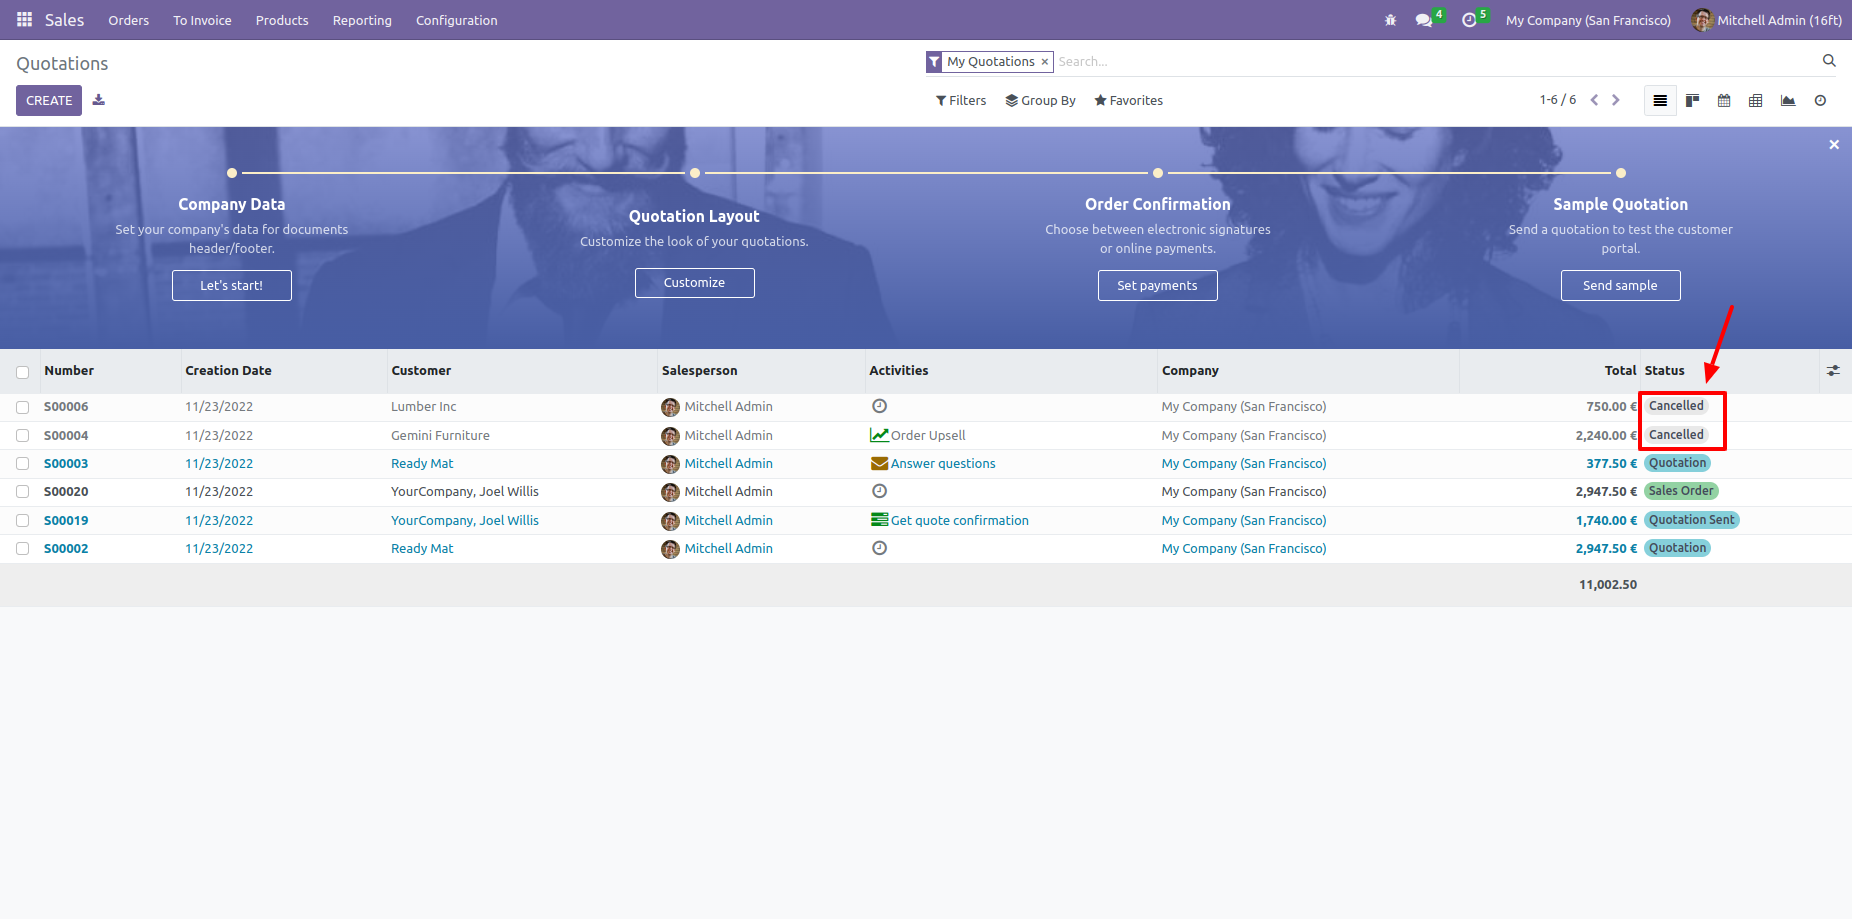 Sales Orders To Invoice Products Reporting Configuration 4 5 My Company (San Francisco) Mitchell Admin (16ft)
Quotations
My Quotations × Search...
CREATE
Filters Group By Favorites 1-6 / 6
×
Company Data
Set your company's data for documents
header/footer.
Let's start!
Quotation Layout
Customize the look of your quotations.
Customize
Order Confirmation
Choose between electronic signatures
or online payments.
Set payments
Sample Quotation
Send a quotation to test the customer
portal.
Send sample
Number Creation Date Customer Salesperson Activities Company Total Status
S00006 11/23/2022 Lumber Inc Mitchell Admin My Company (San Francisco) 750.00 € Cancelled
S00004 11/23/2022 Gemini Furniture Mitchell Admin Order Upsell My Company (San Francisco) 2,240.00 € Cancelled
S00003 11/23/2022 Ready Mat Mitchell Admin Answer questions My Company (San Francisco) 377.50 € Quotation
S00020 11/23/2022 YourCompany, Joel Willis Mitchell Admin My Company (San Francisco) 2,947.50 € Sales Order
S00019 11/23/2022 YourCompany, Joel Willis Mitchell Admin Get quote confirmation My Company (San Francisco) 1,740.00 € Quotation Sent
S00002 11/23/2022 Ready Mat Mitchell Admin My Company (San Francisco) 2,947.50 € Quotation
11,002.50